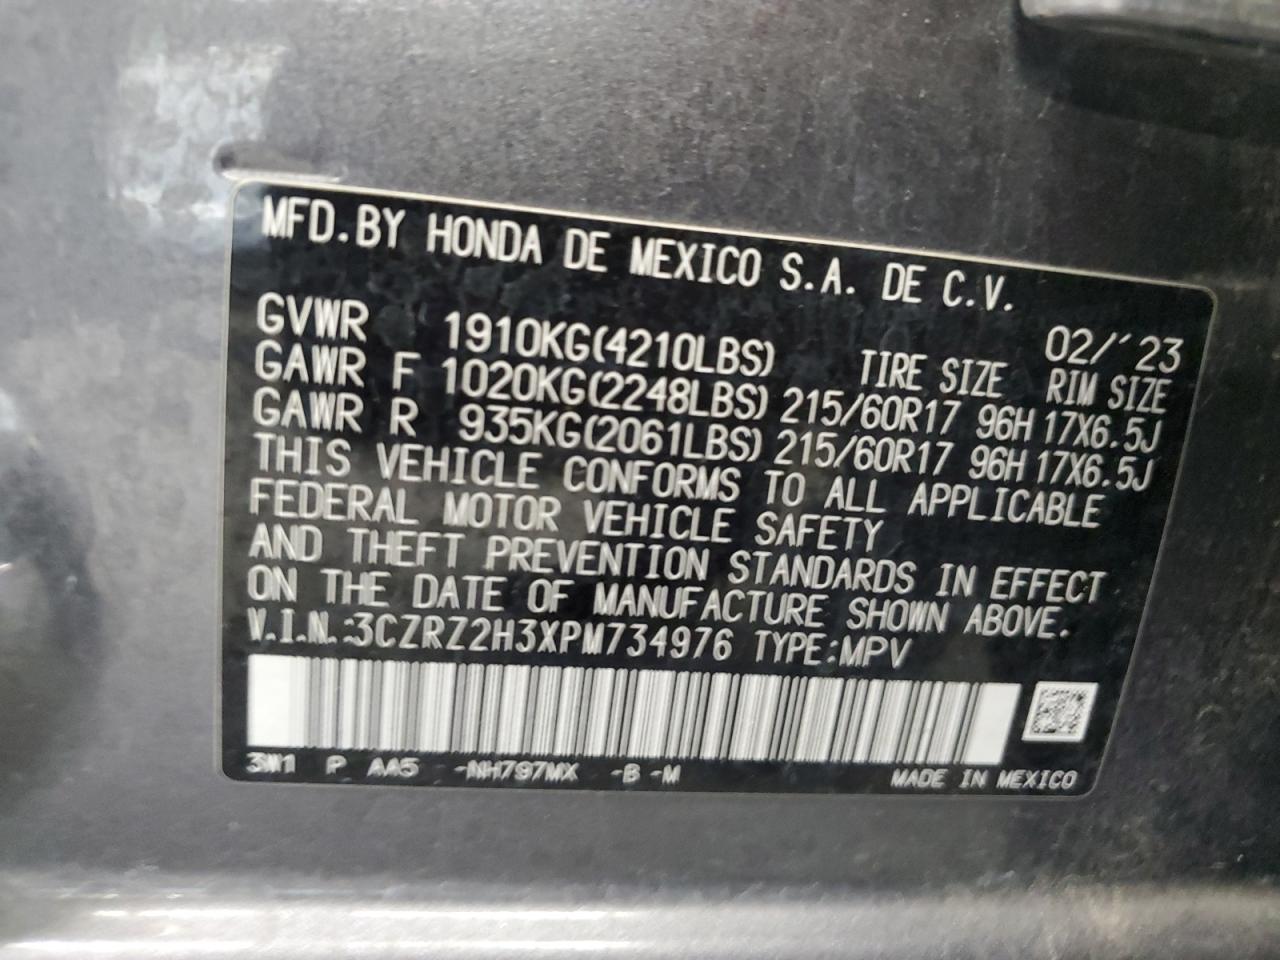 MFD.BY HONDA DE MEXICO S.A. DE C.V.
GVWR 1910KG(4210LBS) 02/'23
TIRE SIZE RIM SIZE
GAWR F 1020KG(2248LBS) 215/60R17 96H 17X6.5J
GAWR R 935KG(2061LBS) 215/60R17 96H 17X6.5J
THIS VEHICLE CONFORMS TO ALL APPLICABLE
FEDERAL MOTOR VEHICLE SAFETY
AND THEFT PREVENTION STANDARDS IN EFFECT
ON THE DATE OF MANUFACTURE SHOWN ABOVE.
V.I.N.:3CZRZ2H3XPM734976 TYPE:MPV
3W1 P AA5 -NH797MX -B -M MADE IN MEXICO